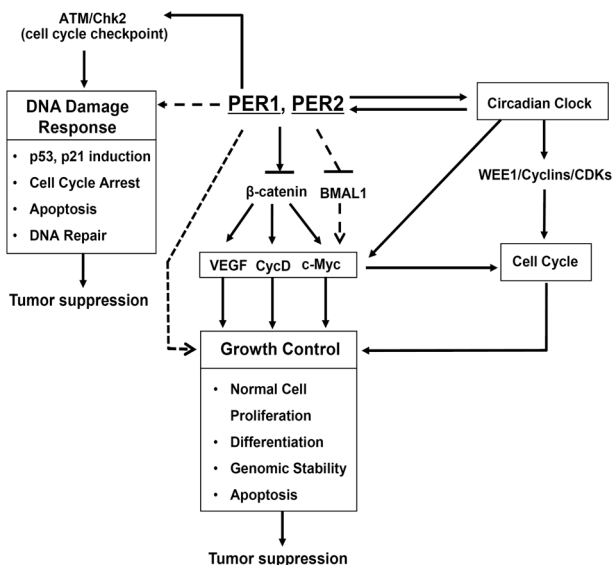 ATM/Chk2
(cell cycle checkpoint)
DNA Damage
Response
• p53, p21 induction
• Cell Cycle Arrest
• Apoptosis
• DNA Repair
Tumor suppression
PER1, PER2
Circadian Clock
β-catenin
BMAL1
WEE1/Cyclins/CDKs
VEGF CycD c-Myc
Cell Cycle
Growth Control
• Normal Cell
Proliferation
• Differentiation
• Genomic Stability
• Apoptosis
Tumor suppression